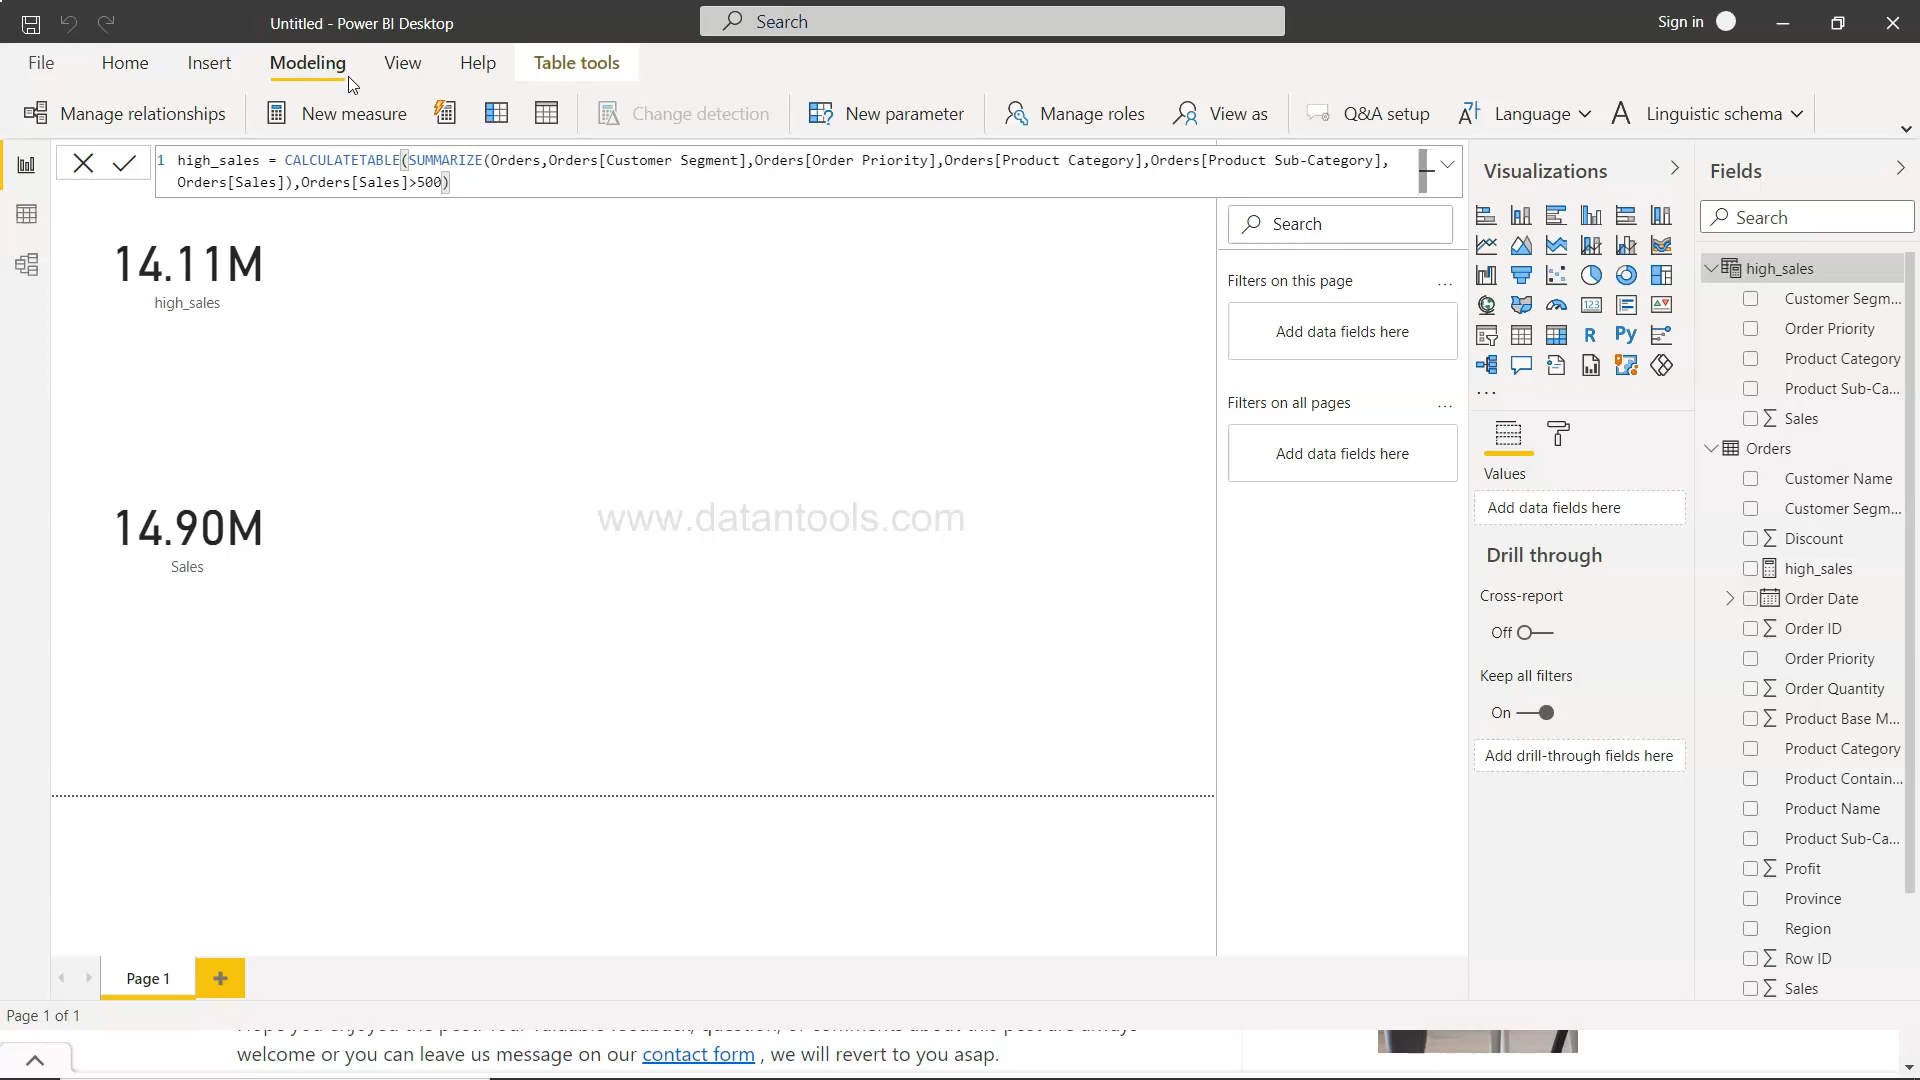 Untitled - Power BI Desktop
Search
Sign in
File
Home
Insert
Modeling
View
Help
Table tools
Manage relationships
New measure
Change detection
New parameter
Manage roles
View as
Q&A setup
Language
Linguistic schema
1 high_sales = CALCULATETABLE(SUMMARIZE(Orders,Orders[Customer Segment],Orders[Order Priority],Orders[Product Category],Orders[Product Sub-Category],
Orders[Sales]),Orders[Sales]>500)
14.11M
high_sales
14.90M
Sales
www.datantools.com
Search
Filters on this page
...
Add data fields here
Filters on all pages
...
Add data fields here
Visualizations
123
R
Py
...
Values
Add data fields here
Drill through
Cross-report
Off
Keep all filters
On
Add drill-through fields here
Fields
Search
high_sales
Customer Segm...
Order Priority
Product Category
Product Sub-Ca...
Sales
Orders
Customer Name
Customer Segm...
Discount
high_sales
Order Date
Order ID
Order Priority
Order Quantity
Product Base M...
Product Category
Product Contain...
Product Name
Product Sub-Ca...
Profit
Province
Region
Row ID
Sales
Page 1
Page 1 of 1
welcome or you can leave us message on our contact form , we will revert to you asap.